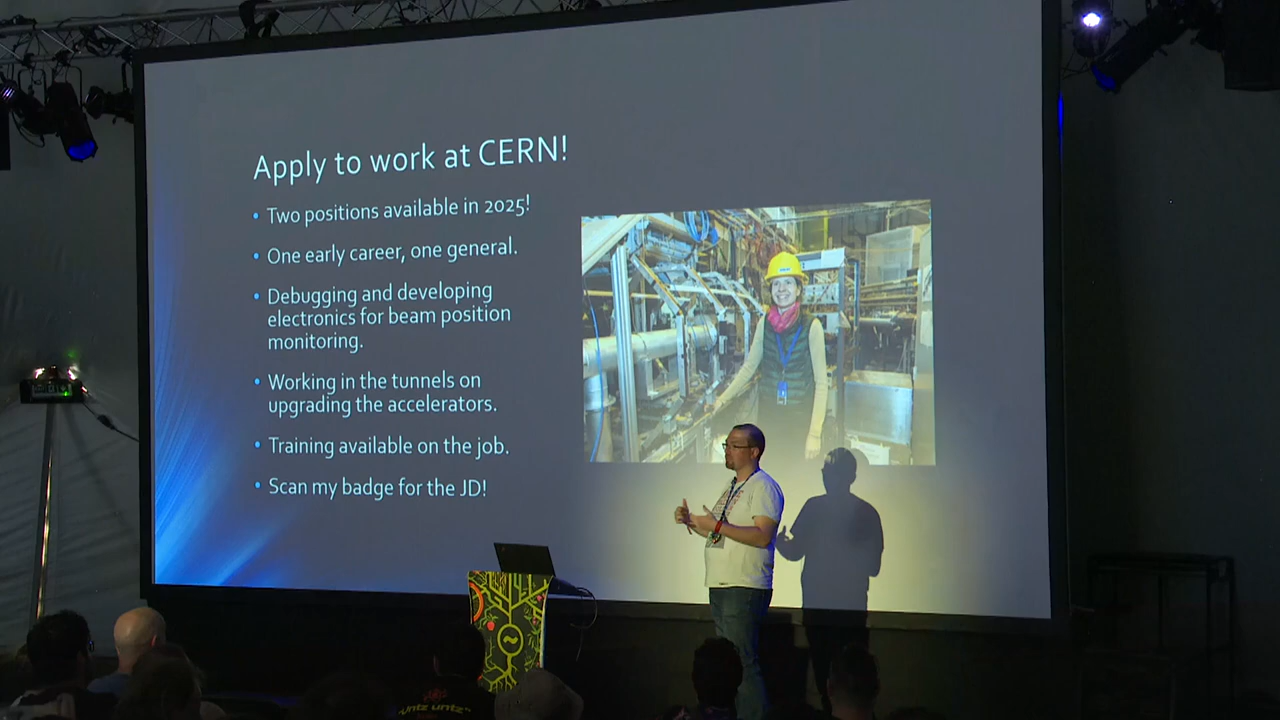 Apply to work at CERN!
• Two positions available in 2025!
• One early career, one general.
• Debugging and developing
electronics for beam position
monitoring.
• Working in the tunnels on
upgrading the accelerators.
• Training available on the job.
• Scan my badge for the JD!
"untz untz"